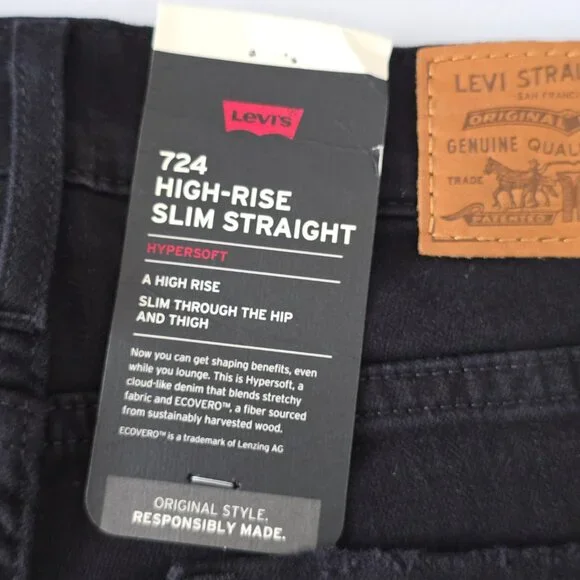 Levi's
724
HIGH-RISE
SLIM STRAIGHT
HYPERSOFT
A HIGH RISE
SLIM THROUGH THE HIP
AND THIGH
Now you can get shaping benefits, even
while you lounge. This is Hypersoft, a
cloud-like denim that blends stretchy
fabric and ECOVERO™, a fiber sourced
from sustainably harvested wood.
ECOVERO™ is a trademark of Lenzing AG
ORIGINAL STYLE.
RESPONSIBLY MADE.
LEVI STRAU
SAN FRANC
ORIGINAL
GENUINE QUAL
TRADE
PATENTED